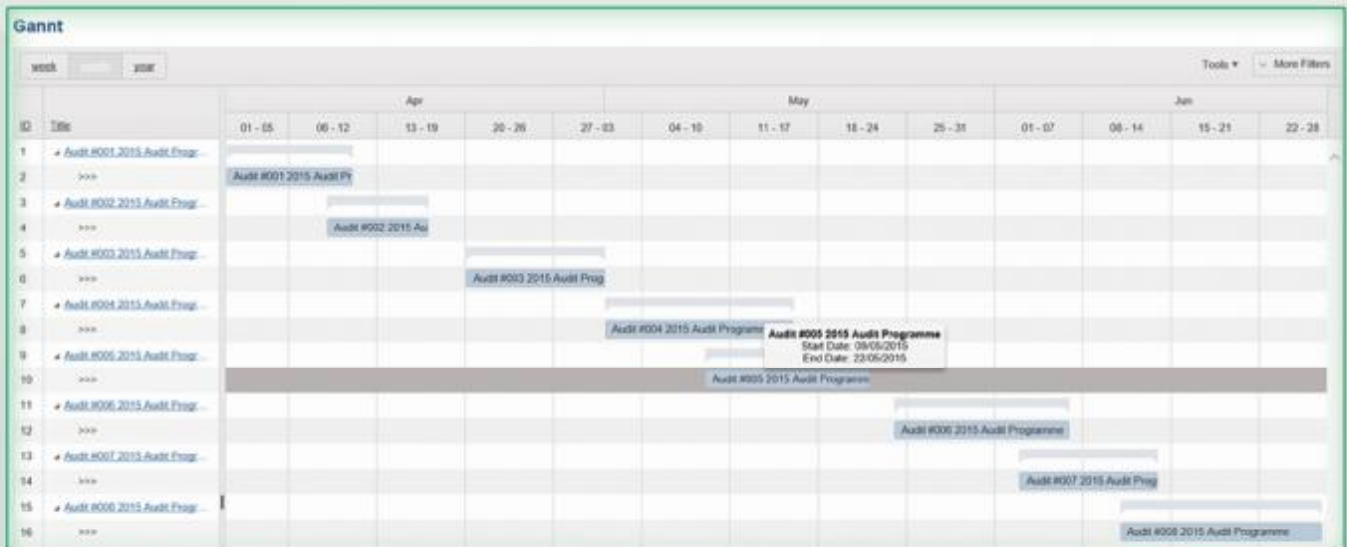 Gannt
week year Tools More Filters
Apr May Jun
ID Title 01 - 05 06 - 12 13 - 19 20 - 26 27 - 03 04 - 10 11 - 17 18 - 24 25 - 31 01 - 07 08 - 14 15 - 21 22 - 28
1 Audit #001 2015 Audit Progr...
2 >>> Audit #001 2015 Audit Pr
3 Audit #002 2015 Audit Progr...
4 >>> Audit #002 2015 Au
5 Audit #003 2015 Audit Progr...
6 >>> Audit #003 2015 Audit Prog
7 Audit #004 2015 Audit Progr...
8 >>> Audit #004 2015 Audit Programm
Audit #005 2015 Audit Programme
Start Date: 09/05/2015
End Date: 22/05/2015
9 Audit #005 2015 Audit Progr...
10 >>> Audit #005 2015 Audit Programm
11 Audit #006 2015 Audit Progr...
12 >>> Audit #006 2015 Audit Programme
13 Audit #007 2015 Audit Progr...
14 >>> Audit #007 2015 Audit Prog
15 Audit #008 2015 Audit Progr...
16 >>> Audit #008 2015 Audit Programme